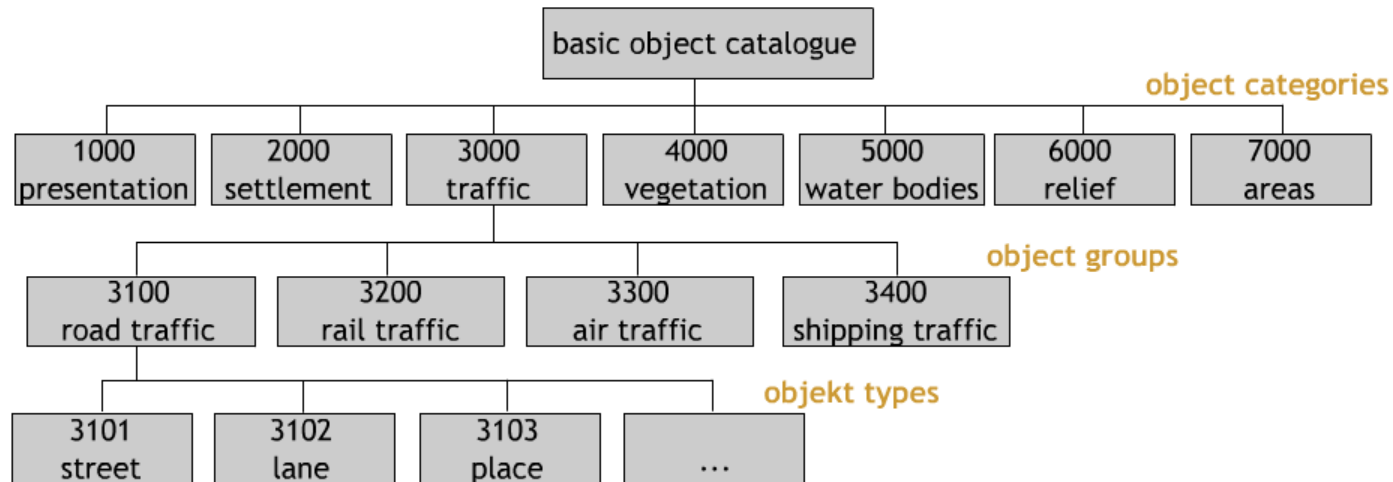 basic object catalogue
object categories
1000 2000 3000 4000 5000 6000 7000
presentation settlement traffic vegetation water bodies relief areas
object groups
3100 3200 3300 3400
road traffic rail traffic air traffic shipping traffic
objekt types
3101 3102 3103
street lane place ...